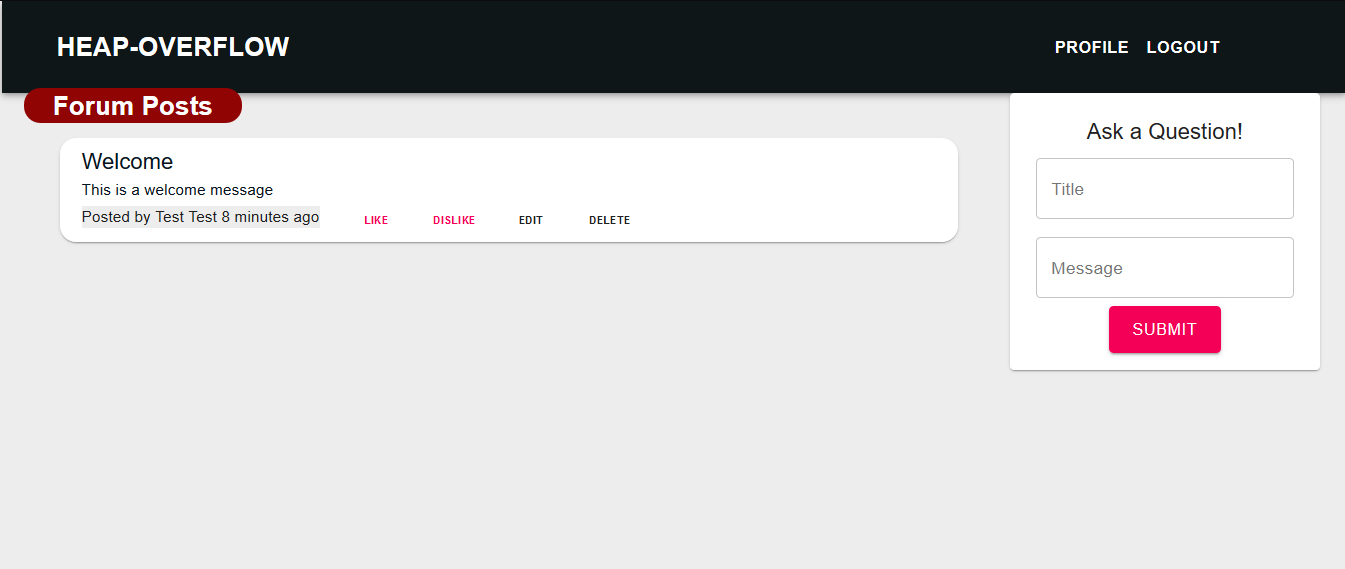 HEAP-OVERFLOW PROFILE LOGOUT
Forum Posts
Welcome
This is a welcome message
Posted by Test Test 8 minutes ago LIKE DISLIKE EDIT DELETE
Ask a Question!
Title
Message
SUBMIT